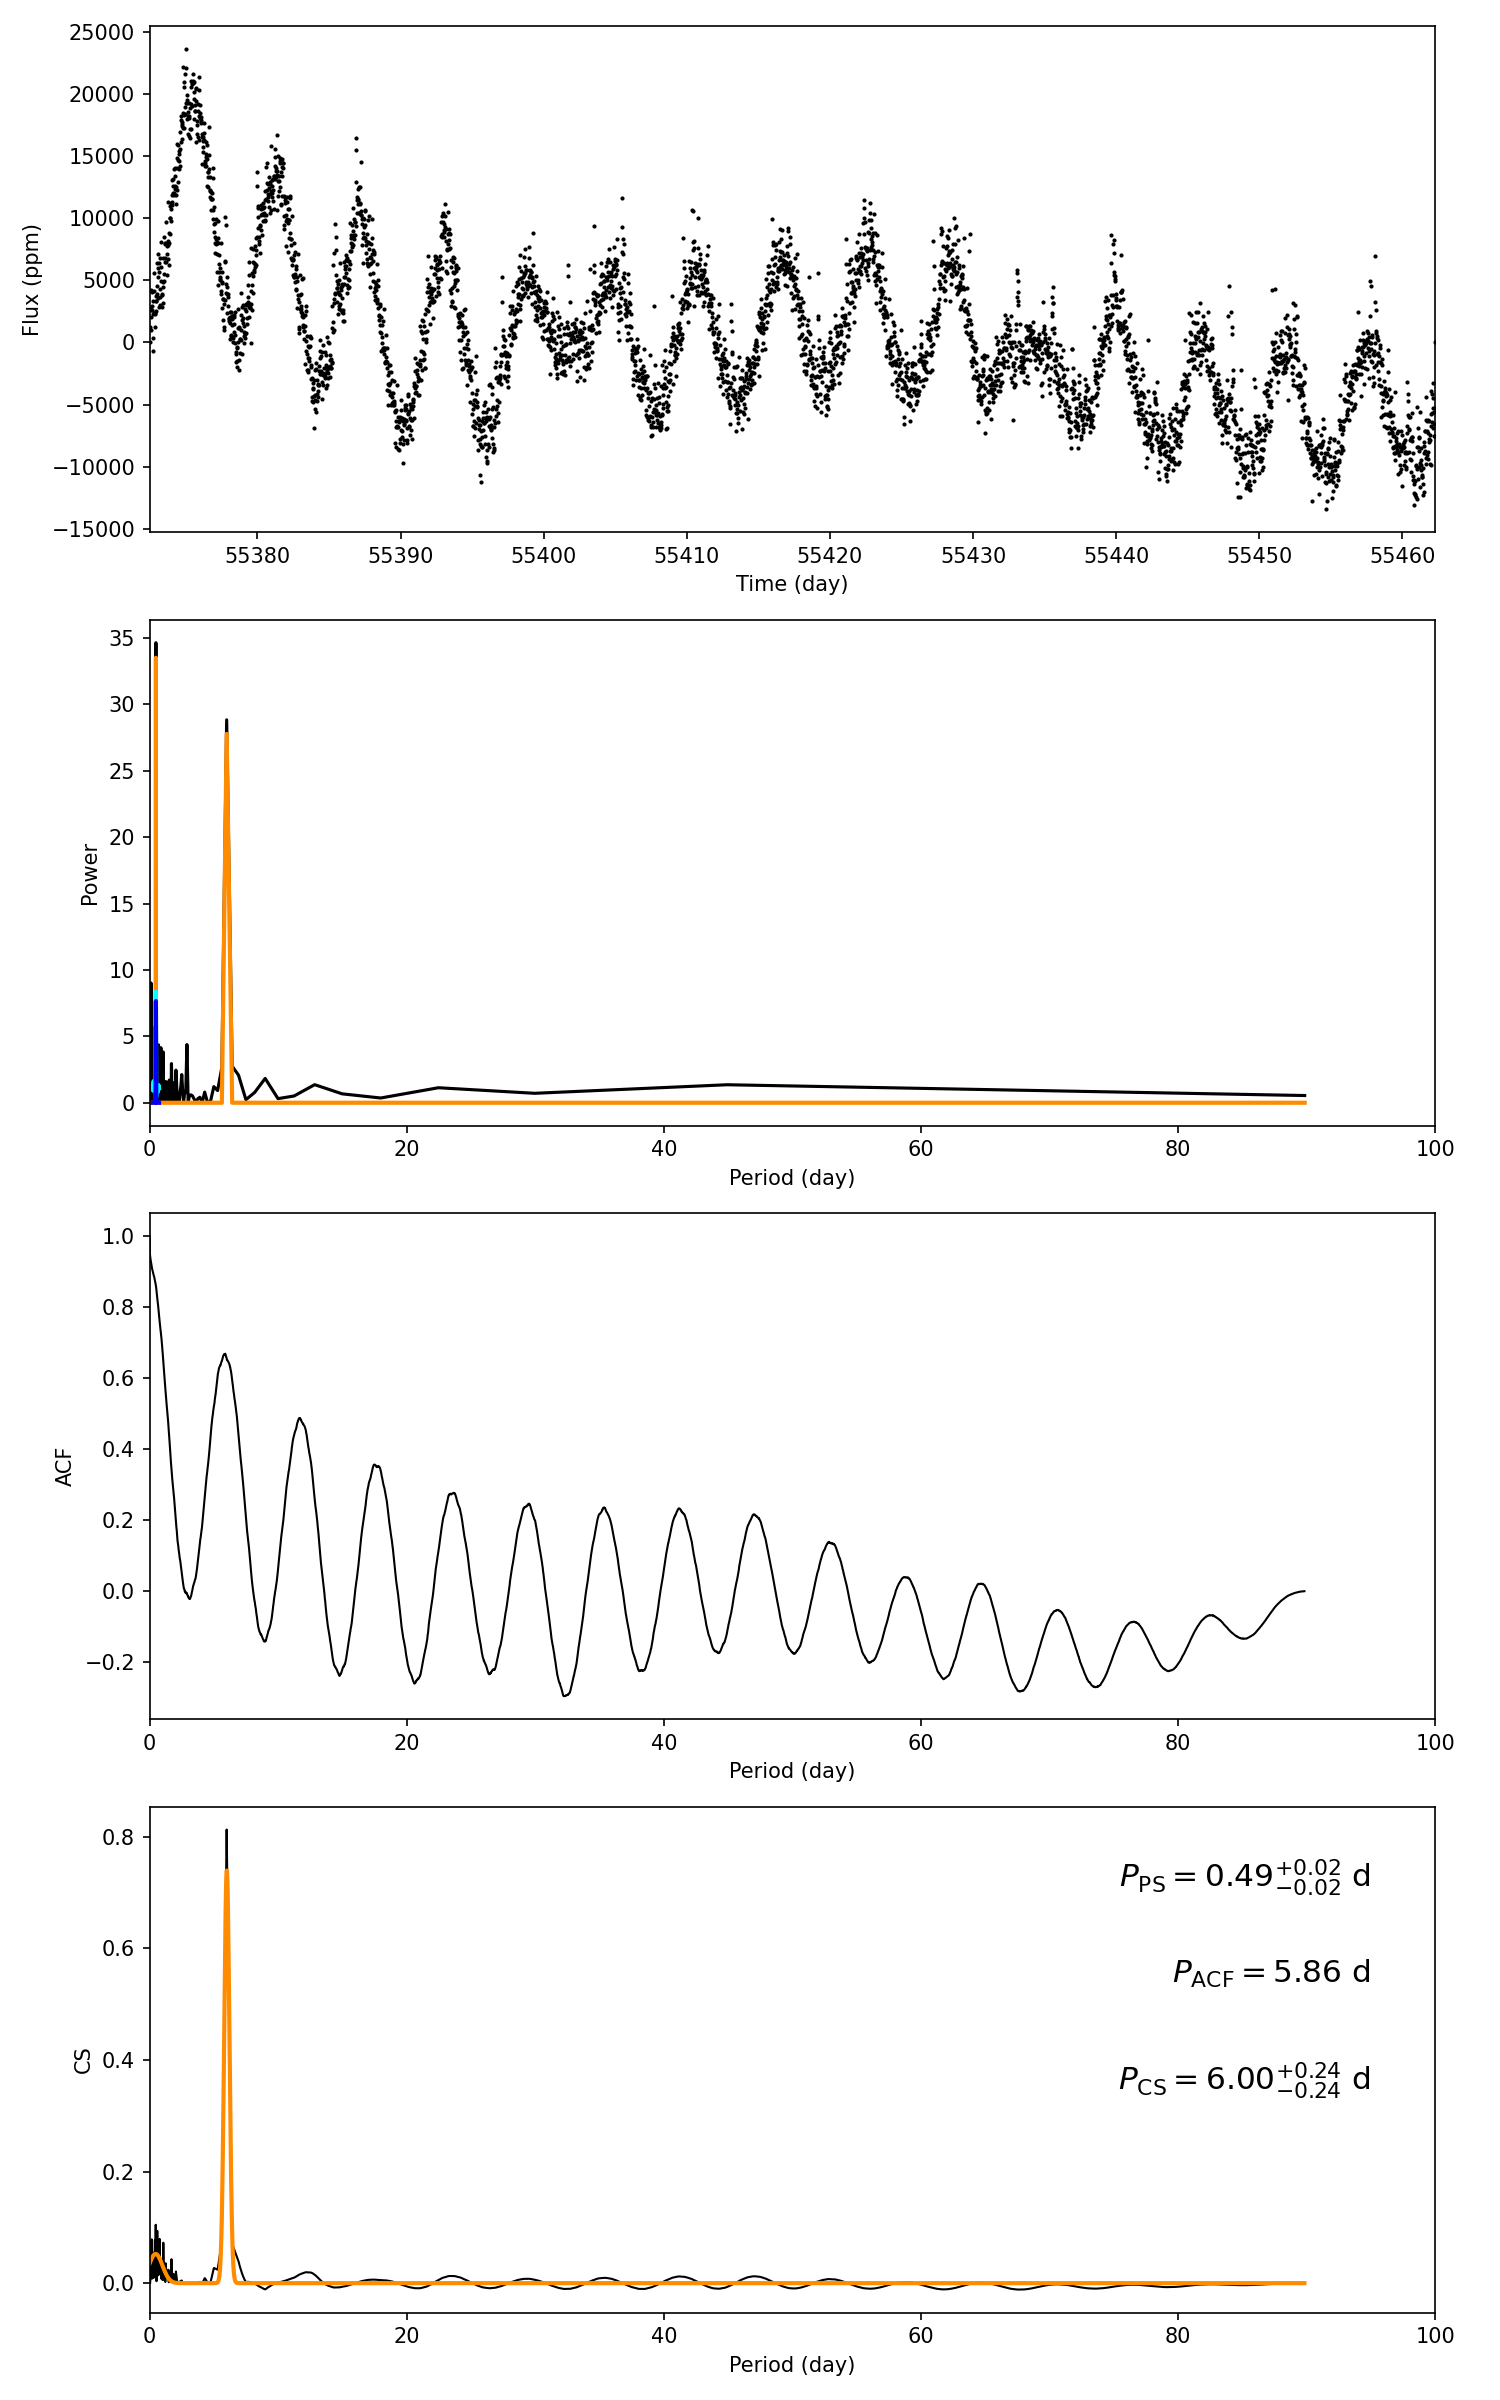 25000
20000
15000
10000
5000
0
−5000
−10000
−15000
Flux (ppm)
55380 55390 55400 55410 55420 55430 55440 55450 55460
Time (day)
35
30
25
20
15
10
5
0
Power
0 20 40 60 80 100
Period (day)
1.0
0.8
0.6
0.4
0.2
0.0
−0.2
ACF
0 20 40 60 80 100
Period (day)
0.8
0.6
0.4
0.2
0.0
CS
P_PS = 0.49 +0.02 −0.02 d
P_ACF = 5.86 d
P_CS = 6.00 +0.24 −0.24 d
0 20 40 60 80 100
Period (day)